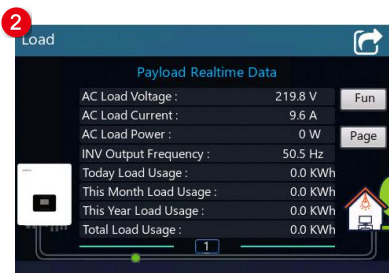 2
Load
Payload Realtime Data
AC Load Voltage : 219.8 V
Fun
AC Load Current : 9.6 A
AC Load Power : 0 W
Page
INV Output Frequency : 50.5 Hz
Today Load Usage : 0.0 KWh
This Month Load Usage : 0.0 KWh
This Year Load Usage : 0.0 KWh
Total Load Usage : 0.0 KWh
1